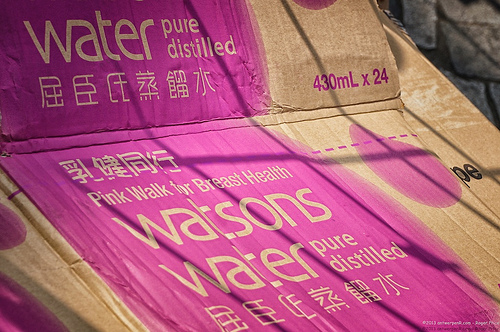 water pure
distilled
屈臣氏蒸餾水
430mL x 24
乳健同行
Pink Walk for Breast Health
watsons
water pure
distilled
屈臣氏蒸餾水
pe